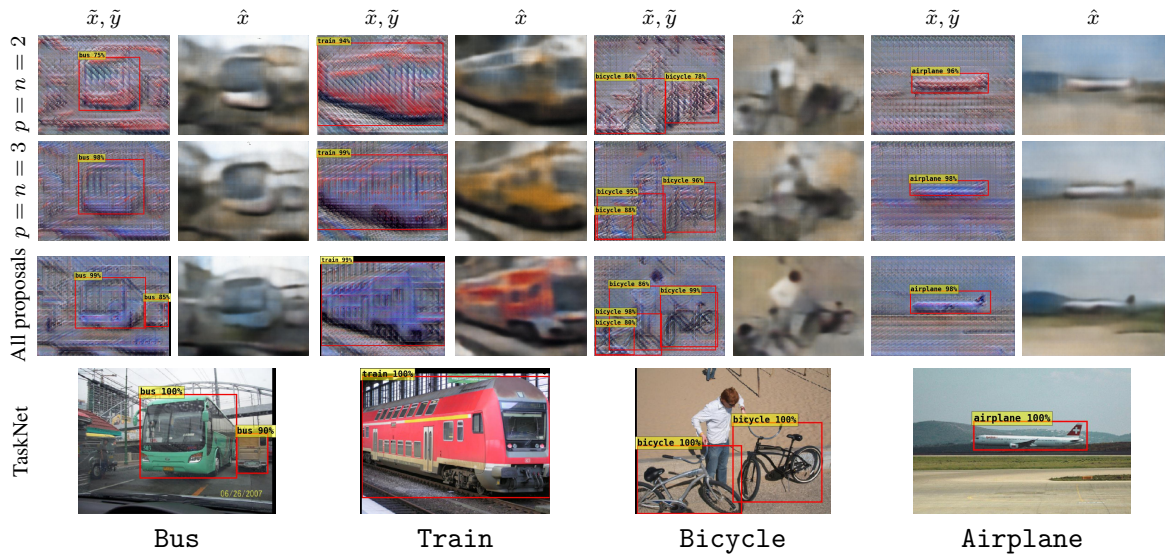 x̃, ỹ x̂ x̃, ỹ x̂ x̃, ỹ x̂ x̃, ỹ x̂
p = n = 2
bus 75%
train 94%
bicycle 84%
bicycle 78%
airplane 96%
p = n = 3
bus 98%
train 99%
bicycle 95%
bicycle 88%
bicycle 96%
airplane 98%
All proposals
bus 99%
bus 85%
train 99%
bicycle 86%
bicycle 99%
bicycle 98%
bicycle 80%
airplane 98%
TaskNet
bus 100%
bus 90%
06/26/2007
train 100%
bicycle 100%
bicycle 100%
airplane 100%
Bus Train Bicycle Airplane